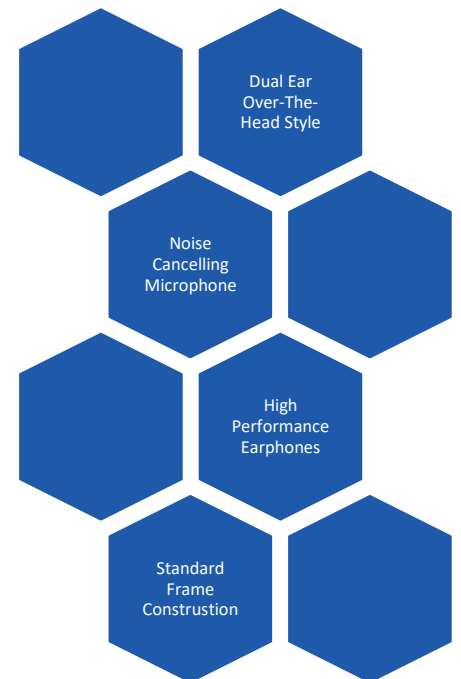 Dual Ear
Over-The-
Head Style
Noise
Cancelling
Microphone
High
Performance
Earphones
Standard
Frame
Construstion